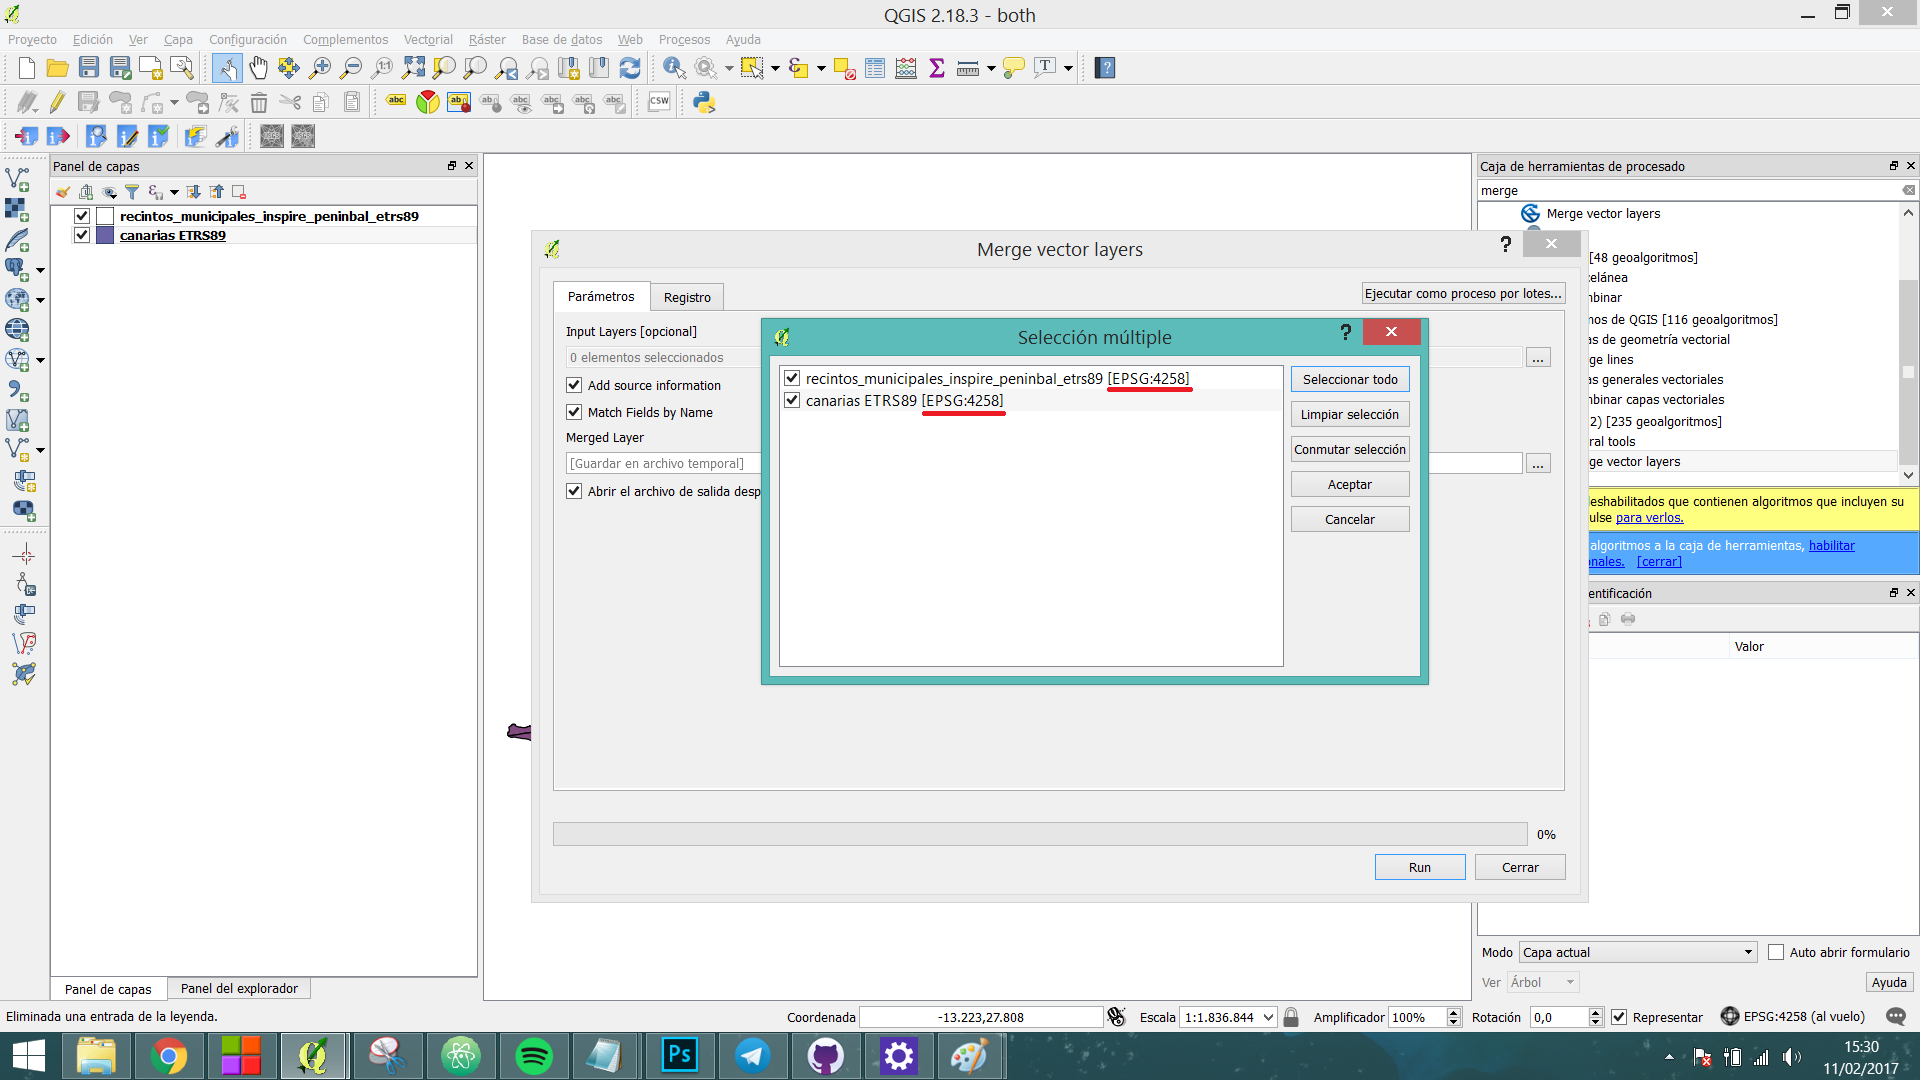 QGIS 2.18.3 - both
Proyecto Edición Ver Capa Configuración Complementos Vectorial Ráster Base de datos Web Procesos Ayuda
Panel de capas
recintos_municipales_inspire_peninbal_etrs89
canarias ETRS89
Caja de herramientas de procesado
merge
Merge vector layers
[48 geoalgoritmos]
celánea
nbinar
mos de QGIS [116 geoalgoritmos]
as de geometría vectorial
ge lines
as generales vectoriales
nbinar capas vectoriales
2) [235 geoalgoritmos]
ral tools
ge vector layers
eshabilitados que contienen algoritmos que incluyen su
ulse para verlos.
algoritmos a la caja de herramientas, habilitar
onales. [cerrar]
entificación
Valor
Merge vector layers
?
Parámetros
Registro
Ejecutar como proceso por lotes...
Input Layers [opcional]
0 elementos seleccionados
...
Add source information
Match Fields by Name
Merged Layer
[Guardar en archivo temporal]
...
Abrir el archivo de salida desp
Selección múltiple
?
recintos_municipales_inspire_peninbal_etrs89 [EPSG:4258]
canarias ETRS89 [EPSG:4258]
Seleccionar todo
Limpiar selección
Conmutar selección
Aceptar
Cancelar
0%
Run
Cerrar
Modo Capa actual Auto abrir formulario
Ver Árbol Ayuda
Panel de capas
Panel del explorador
Eliminada una entrada de la leyenda.
Coordenada -13.223,27.808
Escala 1:1.836.844
Amplificador 100%
Rotación 0,0
Representar
EPSG:4258 (al vuelo)
Ps
15:30
11/02/2017